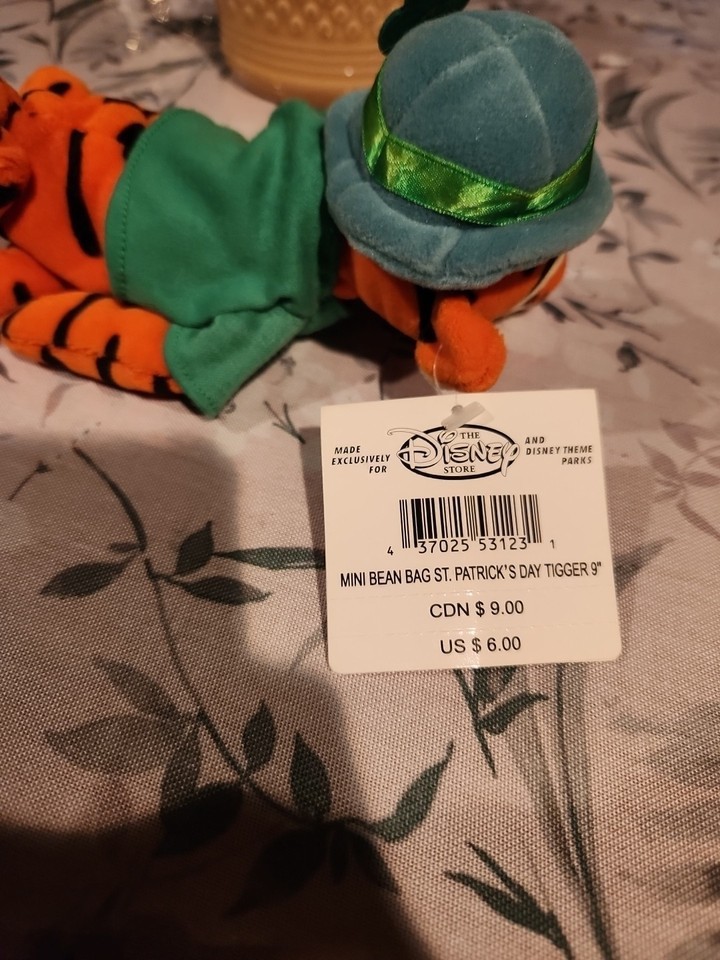 MADE
EXCLUSIVELY
FOR
THE
DISNEY
STORE
AND
DISNEY THEME
PARKS
4 37025 53123 1
MINI BEAN BAG ST. PATRICK'S DAY TIGGER 9"
CDN $ 9.00
US $ 6.00